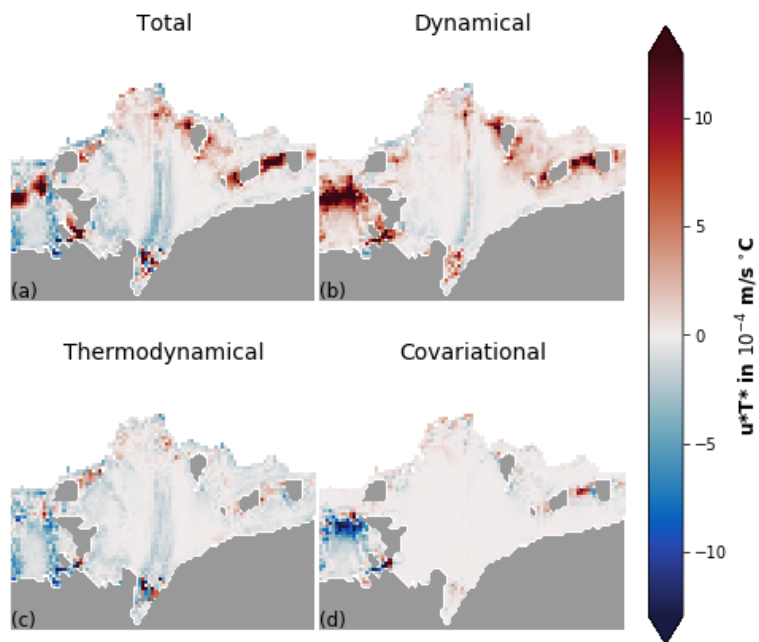 Total
Dynamical
(a)
(b)
Thermodynamical
Covariational
(c)
(d)
10
5
0
−5
−10
u*T* in 10⁻⁴ m/s °C